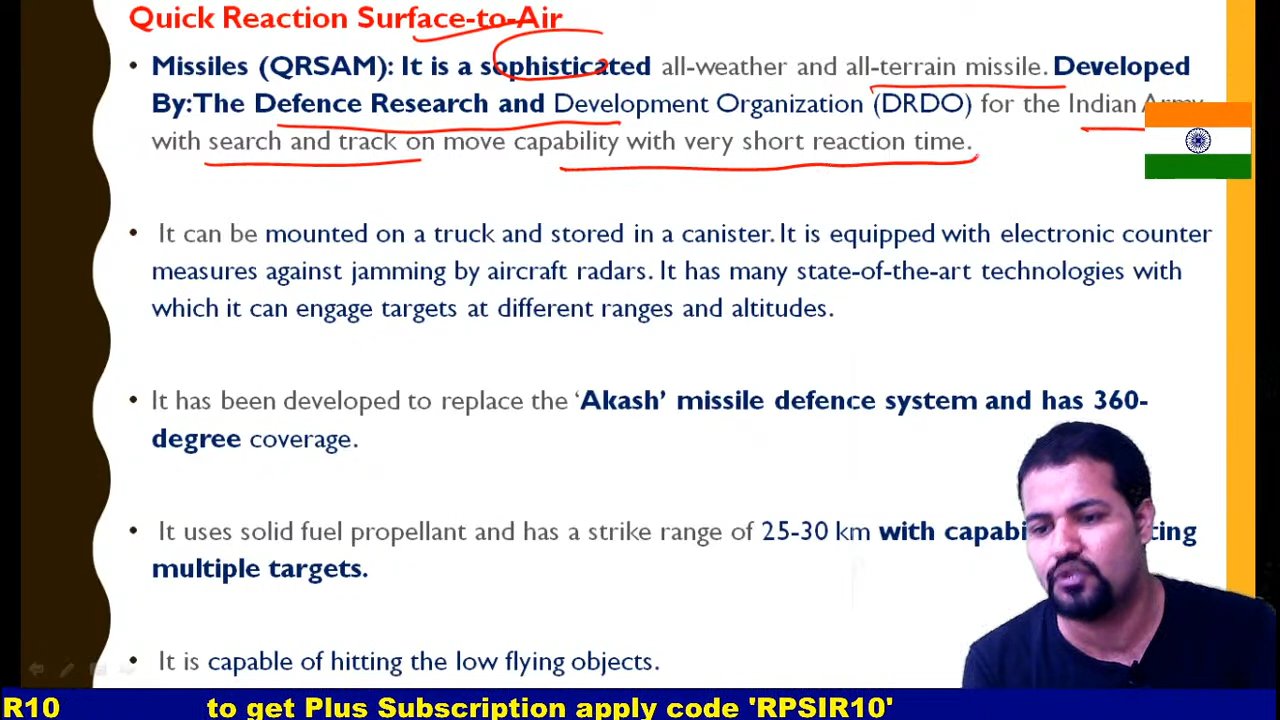 Quick Reaction Surface-to-Air
• Missiles (QRSAM): It is a sophisticated all-weather and all-terrain missile. Developed
By:The Defence Research and Development Organization (DRDO) for the Indian Army
with search and track on move capability with very short reaction time.
• It can be mounted on a truck and stored in a canister. It is equipped with electronic counter
measures against jamming by aircraft radars. It has many state-of-the-art technologies with
which it can engage targets at different ranges and altitudes.
• It has been developed to replace the ‘Akash’ missile defence system and has 360-
degree coverage.
• It uses solid fuel propellant and has a strike range of 25-30 km with
multiple targets.
• It is capable of hitting the low flying objects.
R10 to get Plus Subscription apply code 'RPSIR10'